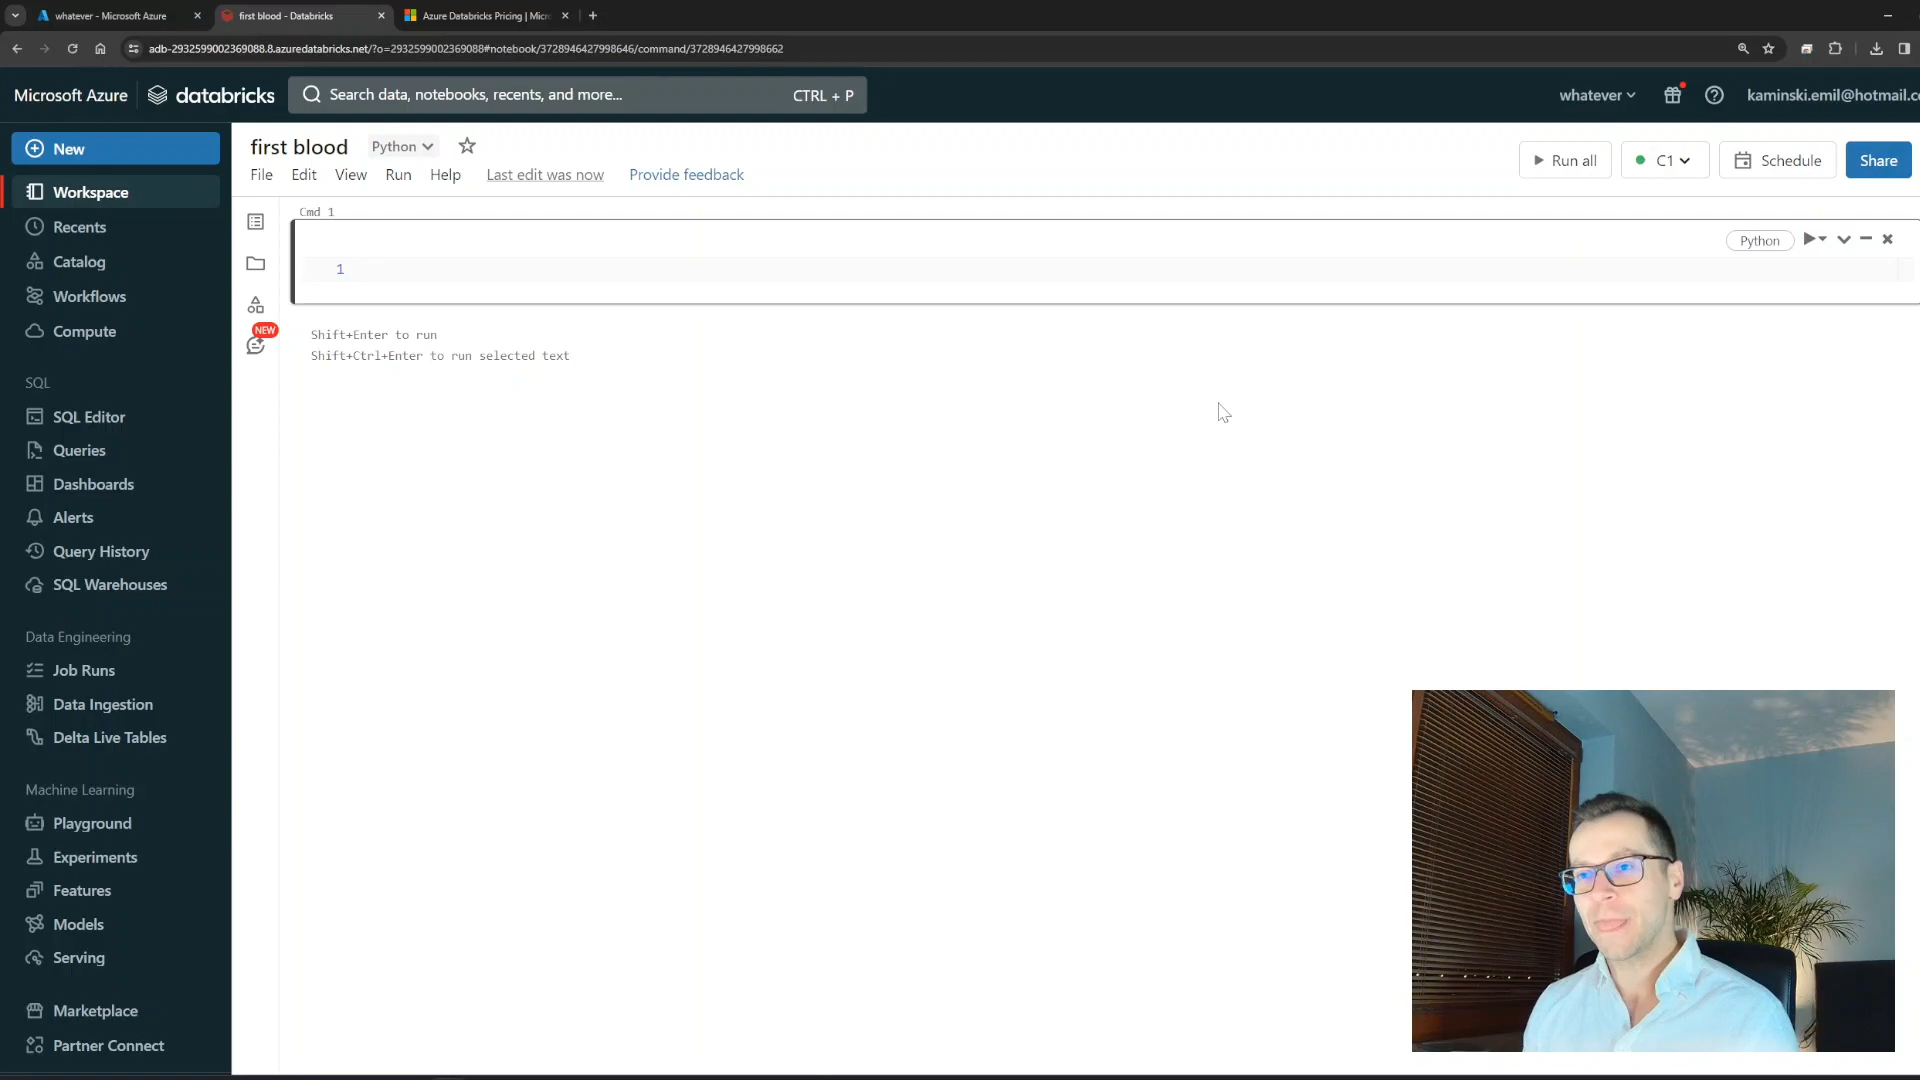 whatever - Microsoft Azure
first blood - Databricks
Azure Databricks Pricing | Micr
adb-2932599002369088.8.azuredatabricks.net/?o=2932599002369088#notebook/3728946427998646/command/3728946427998662
Microsoft Azure
databricks
Search data, notebooks, recents, and more...
CTRL + P
whatever
kaminski.emil@hotmail.co
New
Workspace
Recents
Catalog
Workflows
Compute
SQL
SQL Editor
Queries
Dashboards
Alerts
Query History
SQL Warehouses
Data Engineering
Job Runs
Data Ingestion
Delta Live Tables
Machine Learning
Playground
Experiments
Features
Models
Serving
Marketplace
Partner Connect
first blood
Python
File
Edit
View
Run
Help
Last edit was now
Provide feedback
Run all
C1
Schedule
Share
NEW
Cmd 1
Python
1
Shift+Enter to run
Shift+Ctrl+Enter to run selected text